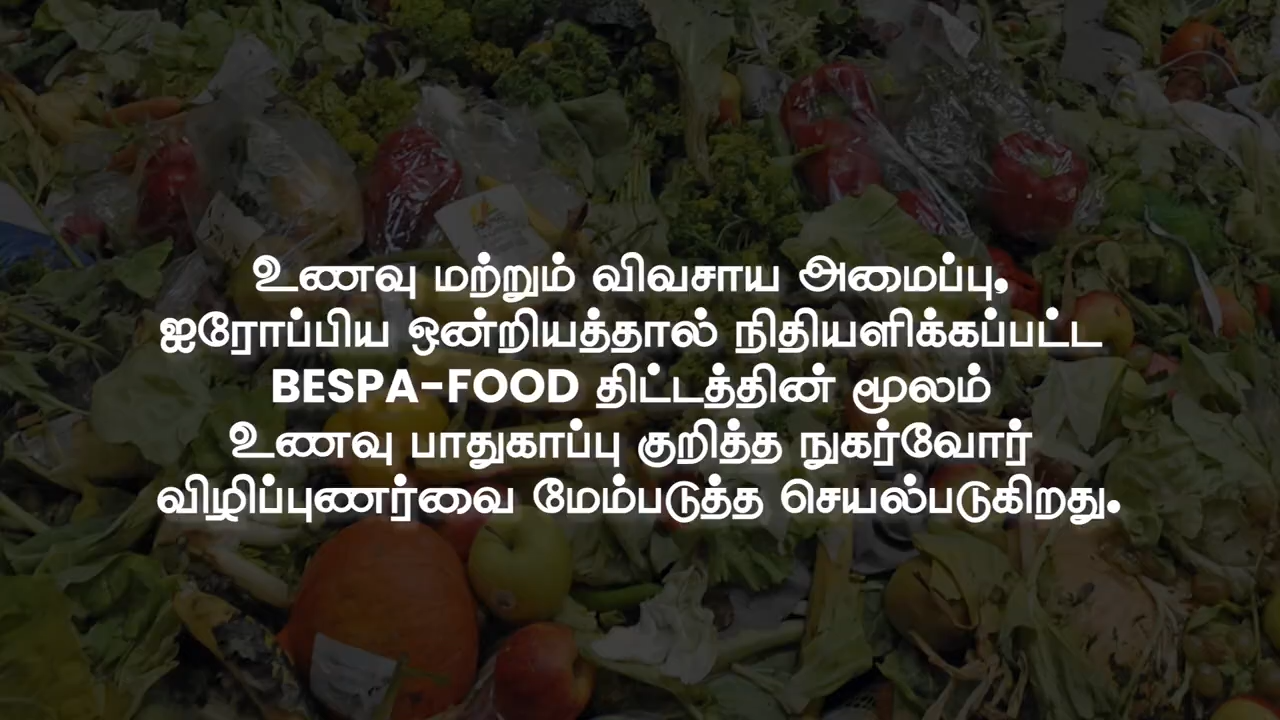 உணவு மற்றும் விவசாய அமைப்பு,
ஐரோப்பிய ஒன்றியத்தால் நிதியளிக்கப்பட்ட
BESPA-FOOD திட்டத்தின் மூலம்
உணவு பாதுகாப்பு குறித்த நுகர்வோர்
விழிப்புணர்வை மேம்படுத்த செயல்படுகிறது.